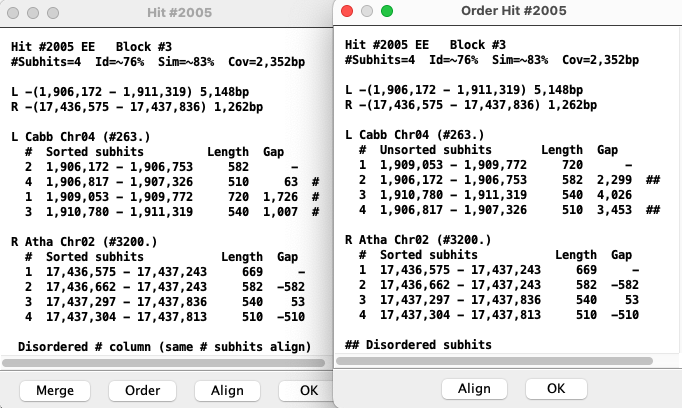 Hit #2005
Hit #2005 EE   Block #3
#Subhits=4  Id=~76%  Sim=~83%  Cov=2,352bp
L -(1,906,172 - 1,911,319) 5,148bp
R -(17,436,575 - 17,437,836) 1,262bp
L Cabb Chr04 (#263.)
#  Sorted subhits         Length  Gap
2  1,906,172 - 1,906,753     582      -
4  1,906,817 - 1,907,326     510     63  #
1  1,909,053 - 1,909,772     720  1,726  #
3  1,910,780 - 1,911,319     540  1,007  #
R Atha Chr02 (#3200.)
#  Sorted subhits              Length  Gap
1  17,436,575 - 17,437,243     669     -
2  17,436,662 - 17,437,243     582  -582
3  17,437,297 - 17,437,836     540    53
4  17,437,304 - 17,437,813     510  -510
Disordered # column (same # subhits align)
Merge
Order
Align
OK
Order Hit #2005
Hit #2005 EE   Block #3
#Subhits=4  Id=~76%  Sim=~83%  Cov=2,352bp
L -(1,906,172 - 1,911,319) 5,148bp
R -(17,436,575 - 17,437,836) 1,262bp
L Cabb Chr04 (#263.)
#  Unsorted subhits       Length  Gap
1  1,909,053 - 1,909,772     720      -
2  1,906,172 - 1,906,753     582  2,299  ##
3  1,910,780 - 1,911,319     540  4,026
4  1,906,817 - 1,907,326     510  3,453  ##
R Atha Chr02 (#3200.)
#  Sorted subhits              Length  Gap
1  17,436,575 - 17,437,243     669     -
2  17,436,662 - 17,437,243     582  -582
3  17,437,297 - 17,437,836     540    53
4  17,437,304 - 17,437,813     510  -510
## Disordered subhits
Align
OK